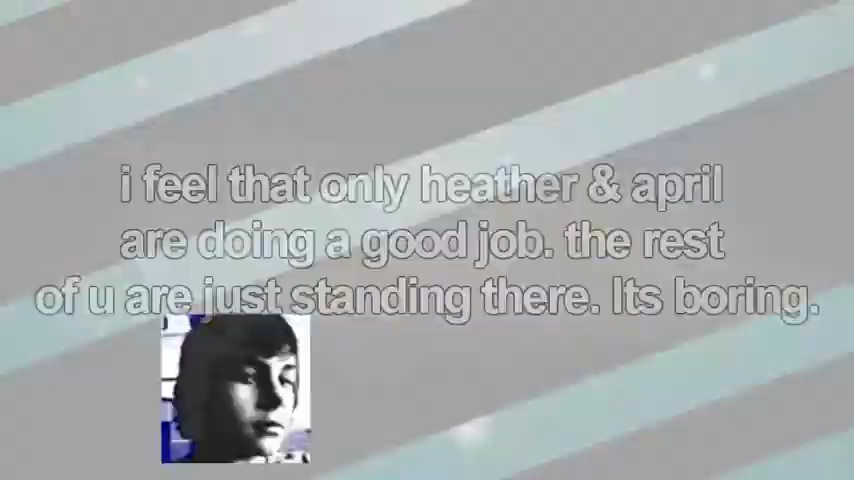 i feel that only heather & april
are doing a good job. the rest
of u are just standing there. Its boring.